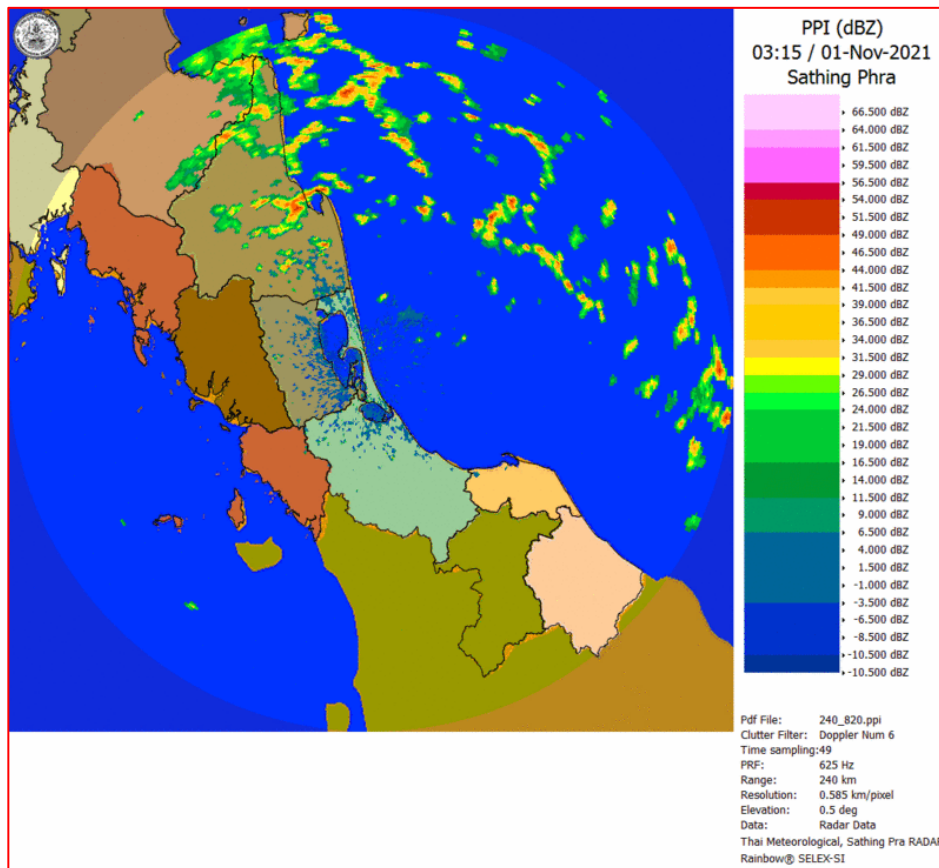 PPI (dBZ)
03:15 / 01-Nov-2021
Sathing Phra
66.500 dBZ
64.000 dBZ
61.500 dBZ
59.500 dBZ
56.500 dBZ
54.000 dBZ
51.500 dBZ
49.000 dBZ
46.500 dBZ
44.000 dBZ
41.500 dBZ
39.000 dBZ
36.500 dBZ
34.000 dBZ
31.500 dBZ
29.000 dBZ
26.500 dBZ
24.000 dBZ
21.500 dBZ
19.000 dBZ
16.500 dBZ
14.000 dBZ
11.500 dBZ
9.000 dBZ
6.500 dBZ
4.000 dBZ
1.500 dBZ
-1.000 dBZ
-3.500 dBZ
-6.500 dBZ
-8.500 dBZ
-10.500 dBZ
-10.500 dBZ
Pdf File: 240_820.ppi
Clutter Filter: Doppler Num 6
Time sampling:49
PRF: 625 Hz
Range: 240 km
Resolution: 0.585 km/pixel
Elevation: 0.5 deg
Data: Radar Data
Thai Meteorological, Sathing Pra RADAR
Rainbow® SELEX-SI